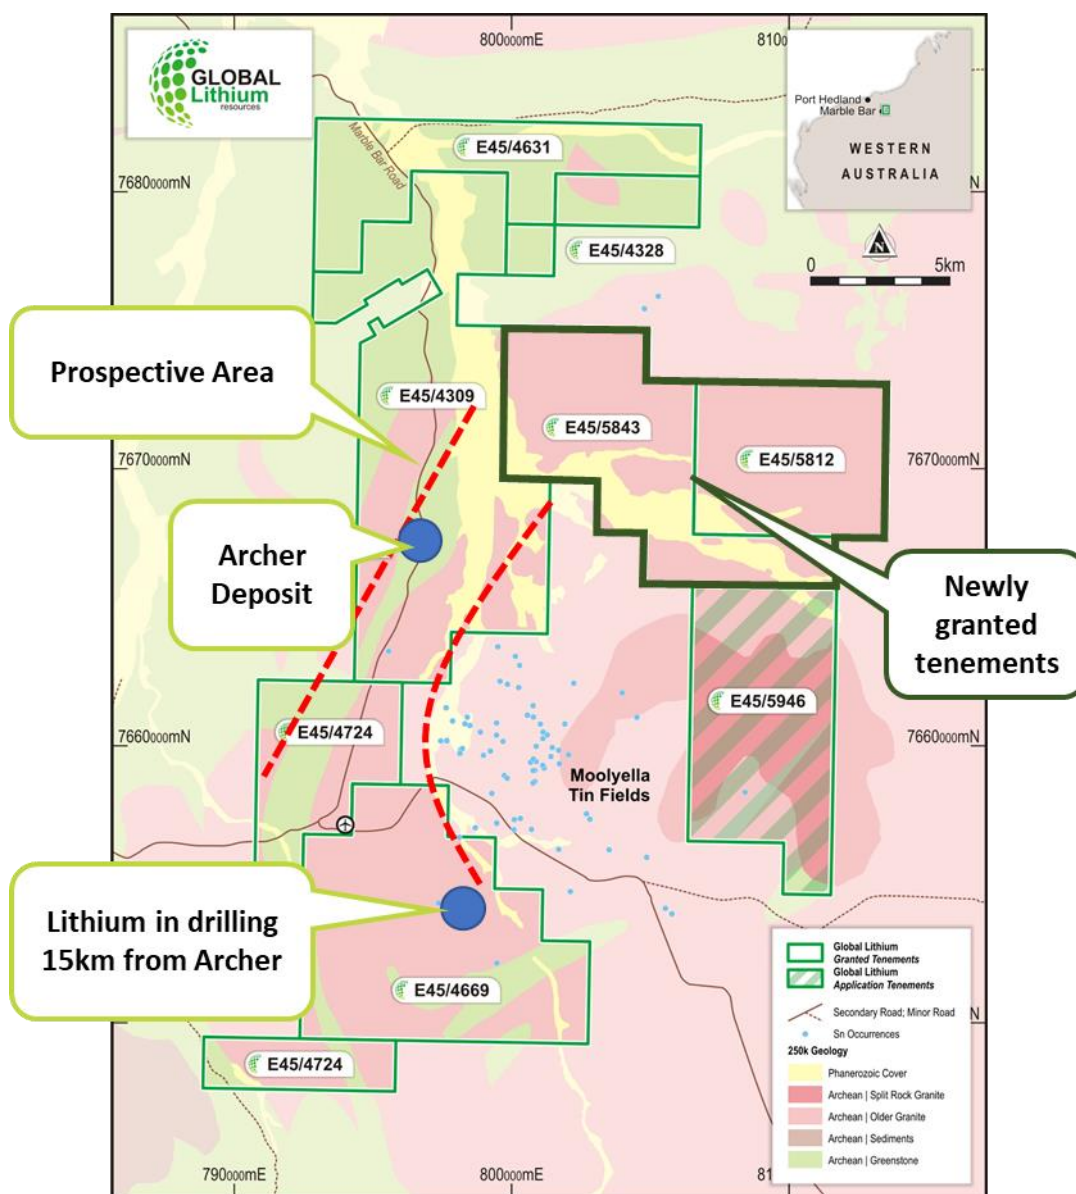 800000mE
810
GLOBAL
Lithium
resources
Port Hedland
Marble Bar
WESTERN
AUSTRALIA
Marble Bar Road
E45/4631
7680000mN
N
E45/4328
N
0 5km
Prospective Area
E45/4309
E45/5843
E45/5812
7670000mN
7670000mN
Archer
Deposit
Newly
granted
tenements
E45/5946
E45/4724
7660000mN
7660000mN
Moolyella
Tin Fields
Lithium in drilling
15km from Archer
E45/4669
N
E45/4724
Global Lithium
Granted Tenements
Global Lithium
Application Tenements
Secondary Road; Minor Road
Sn Occurrences
250k Geology
Phanerozoic Cover
Archean | Split Rock Granite
Archean | Older Granite
Archean | Sediments
Archean | Greenstone
790000mE
800000mE
81